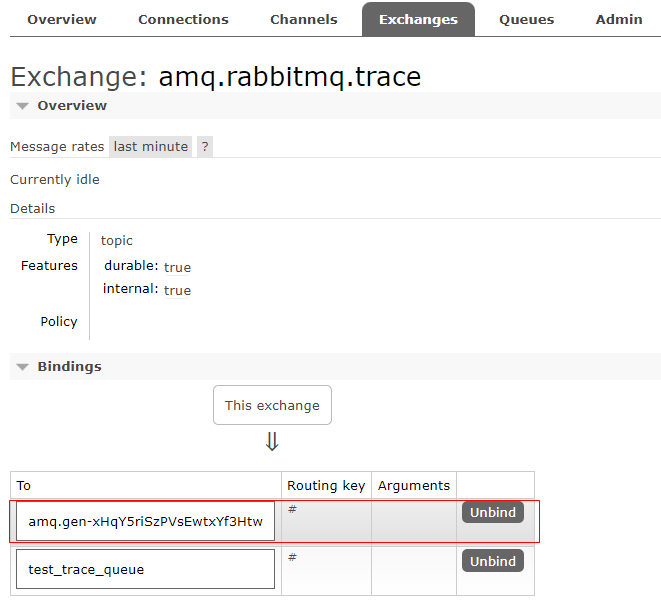 Overview Connections Channels Exchanges Queues Admin
Exchange: amq.rabbitmq.trace
Overview
Message rates last minute ?
Currently idle
Details
Type topic
Features durable: true
internal: true
Policy
Bindings
This exchange
⇓
To Routing key Arguments
amq.gen-xHqY5riSzPVsEwtxYf3Htw # Unbind
test_trace_queue # Unbind